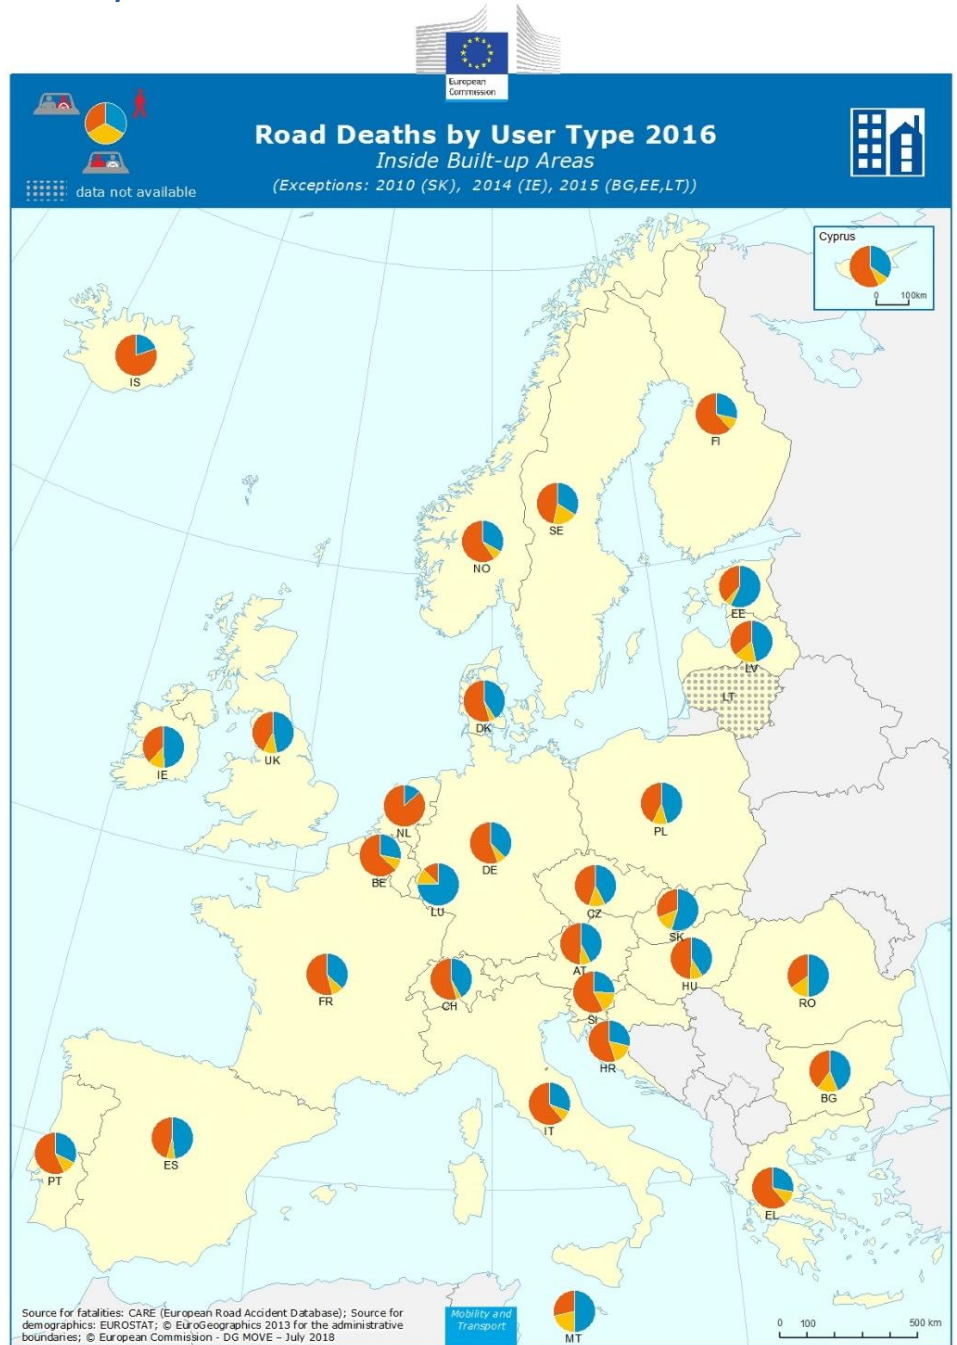 European
Commission
Road Deaths by User Type 2016
Inside Built-up Areas
(Exceptions: 2010 (SK), 2014 (IE), 2015 (BG,EE,LT))
data not available
Cyprus
0 100km
IS
FI
SE
NO
EE
LV
LT
DK
IE
UK
NL
PL
BE
DE
LU
CZ
SK
AT
HU
FR
CH
SI
RO
HR
BG
IT
ES
PT
EL
MT
Source for fatalities: CARE (European Road Accident Database); Source for
demographics: EUROSTAT; © EuroGeographics 2013 for the administrative
boundaries; © European Commission - DG MOVE – July 2018
Mobility and
Transport
0 100 500 km